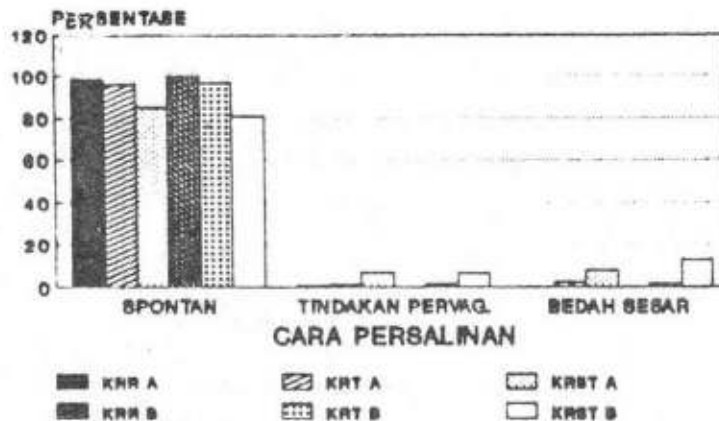 PERSENTASE
120
100
80
60
40
20
0
SPONTAN TINDAKAN PERVAG. BEDAH SESAR
CARA PERSALINAN
KRR A KRT A KRST A
KRR B KRT B KRST B